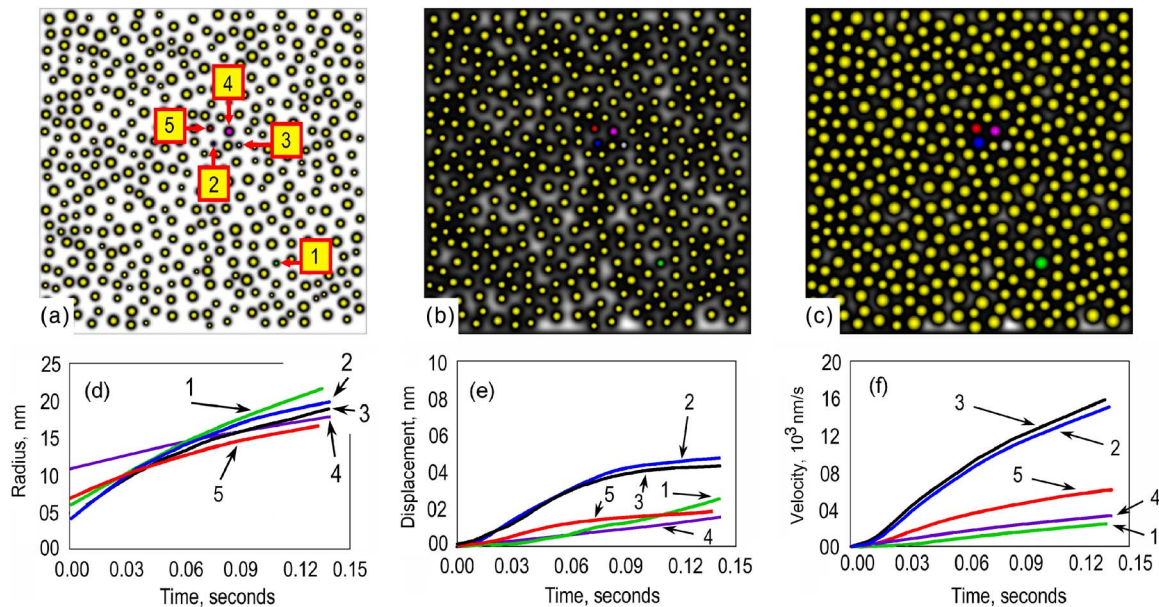 4
5
3
2
1
(a)
(b)
(c)
25
20
15
10
05
00
Radius, nm
(d)
1
2
3
4
5
0.00 0.03 0.06 0.09 0.12 0.15
Time, seconds
10
08
06
04
02
00
Displacement, nm
(e)
2
5
3
1
4
0.00 0.03 0.06 0.09 0.12 0.15
Time, seconds
20
16
12
08
04
00
Velocity, 10³nm/s
(f)
3
2
5
4
1
0.00 0.03 0.06 0.09 0.12 0.15
Time, seconds